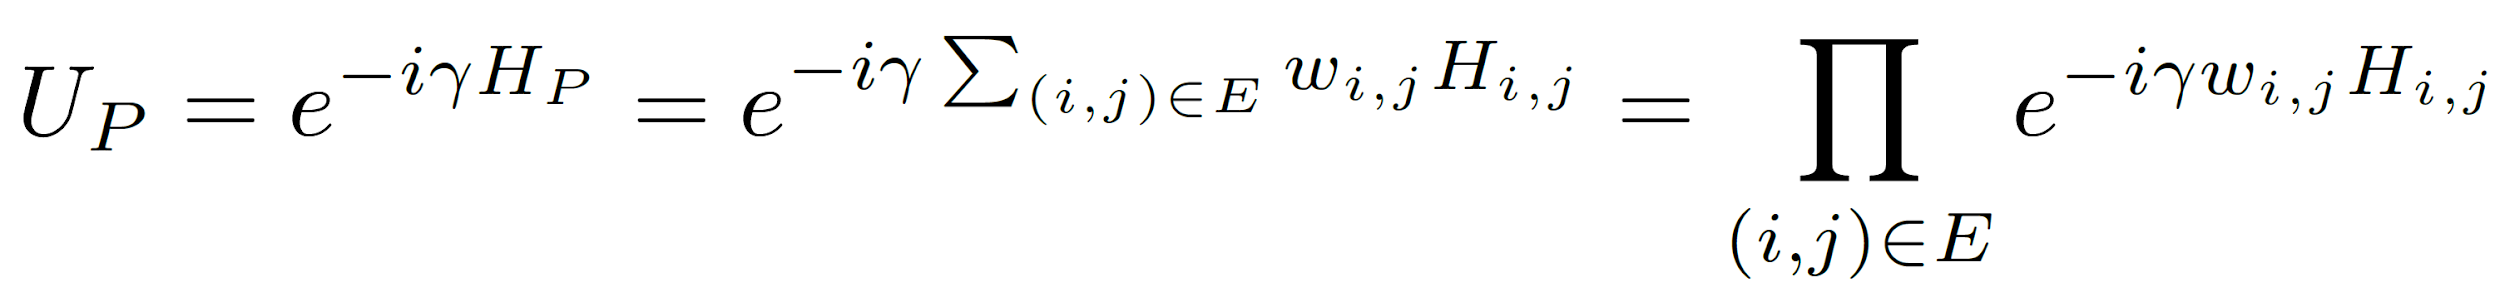 $U_P = e^{-i\gamma H_P} = e^{-i\gamma \sum_{(i,j)\in E} w_{i,j} H_{i,j}} = \prod_{(i,j)\in E} e^{-i\gamma w_{i,j} H_{i,j}}$